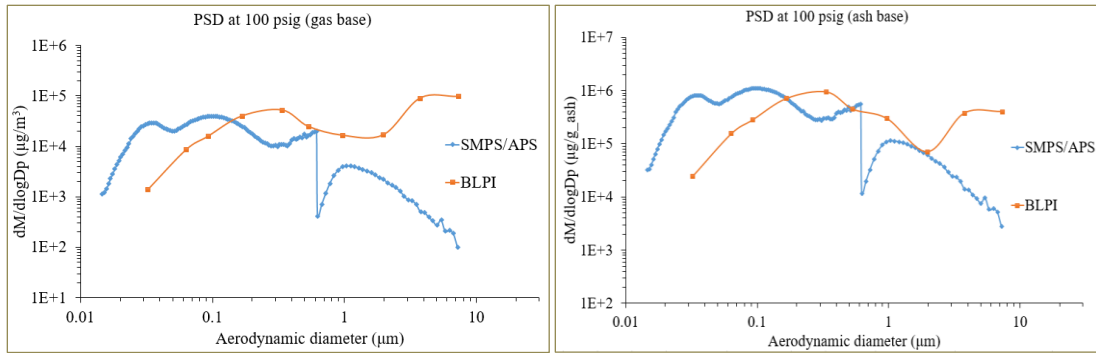 PSD at 100 psig (gas base)
1E+6
1E+5
1E+4
1E+3
1E+2
1E+1
dM/dlogDp (μg/m³)
SMPS/APS
BLPI
0.01
0.1
1
10
Aerodynamic diameter (μm)
PSD at 100 psig (ash base)
1E+7
1E+6
1E+5
1E+4
1E+3
1E+2
dM/dlogDp (μg/g_ash)
SMPS/APS
BLPI
0.01
0.1
1
10
Aerodynamic diameter (μm)